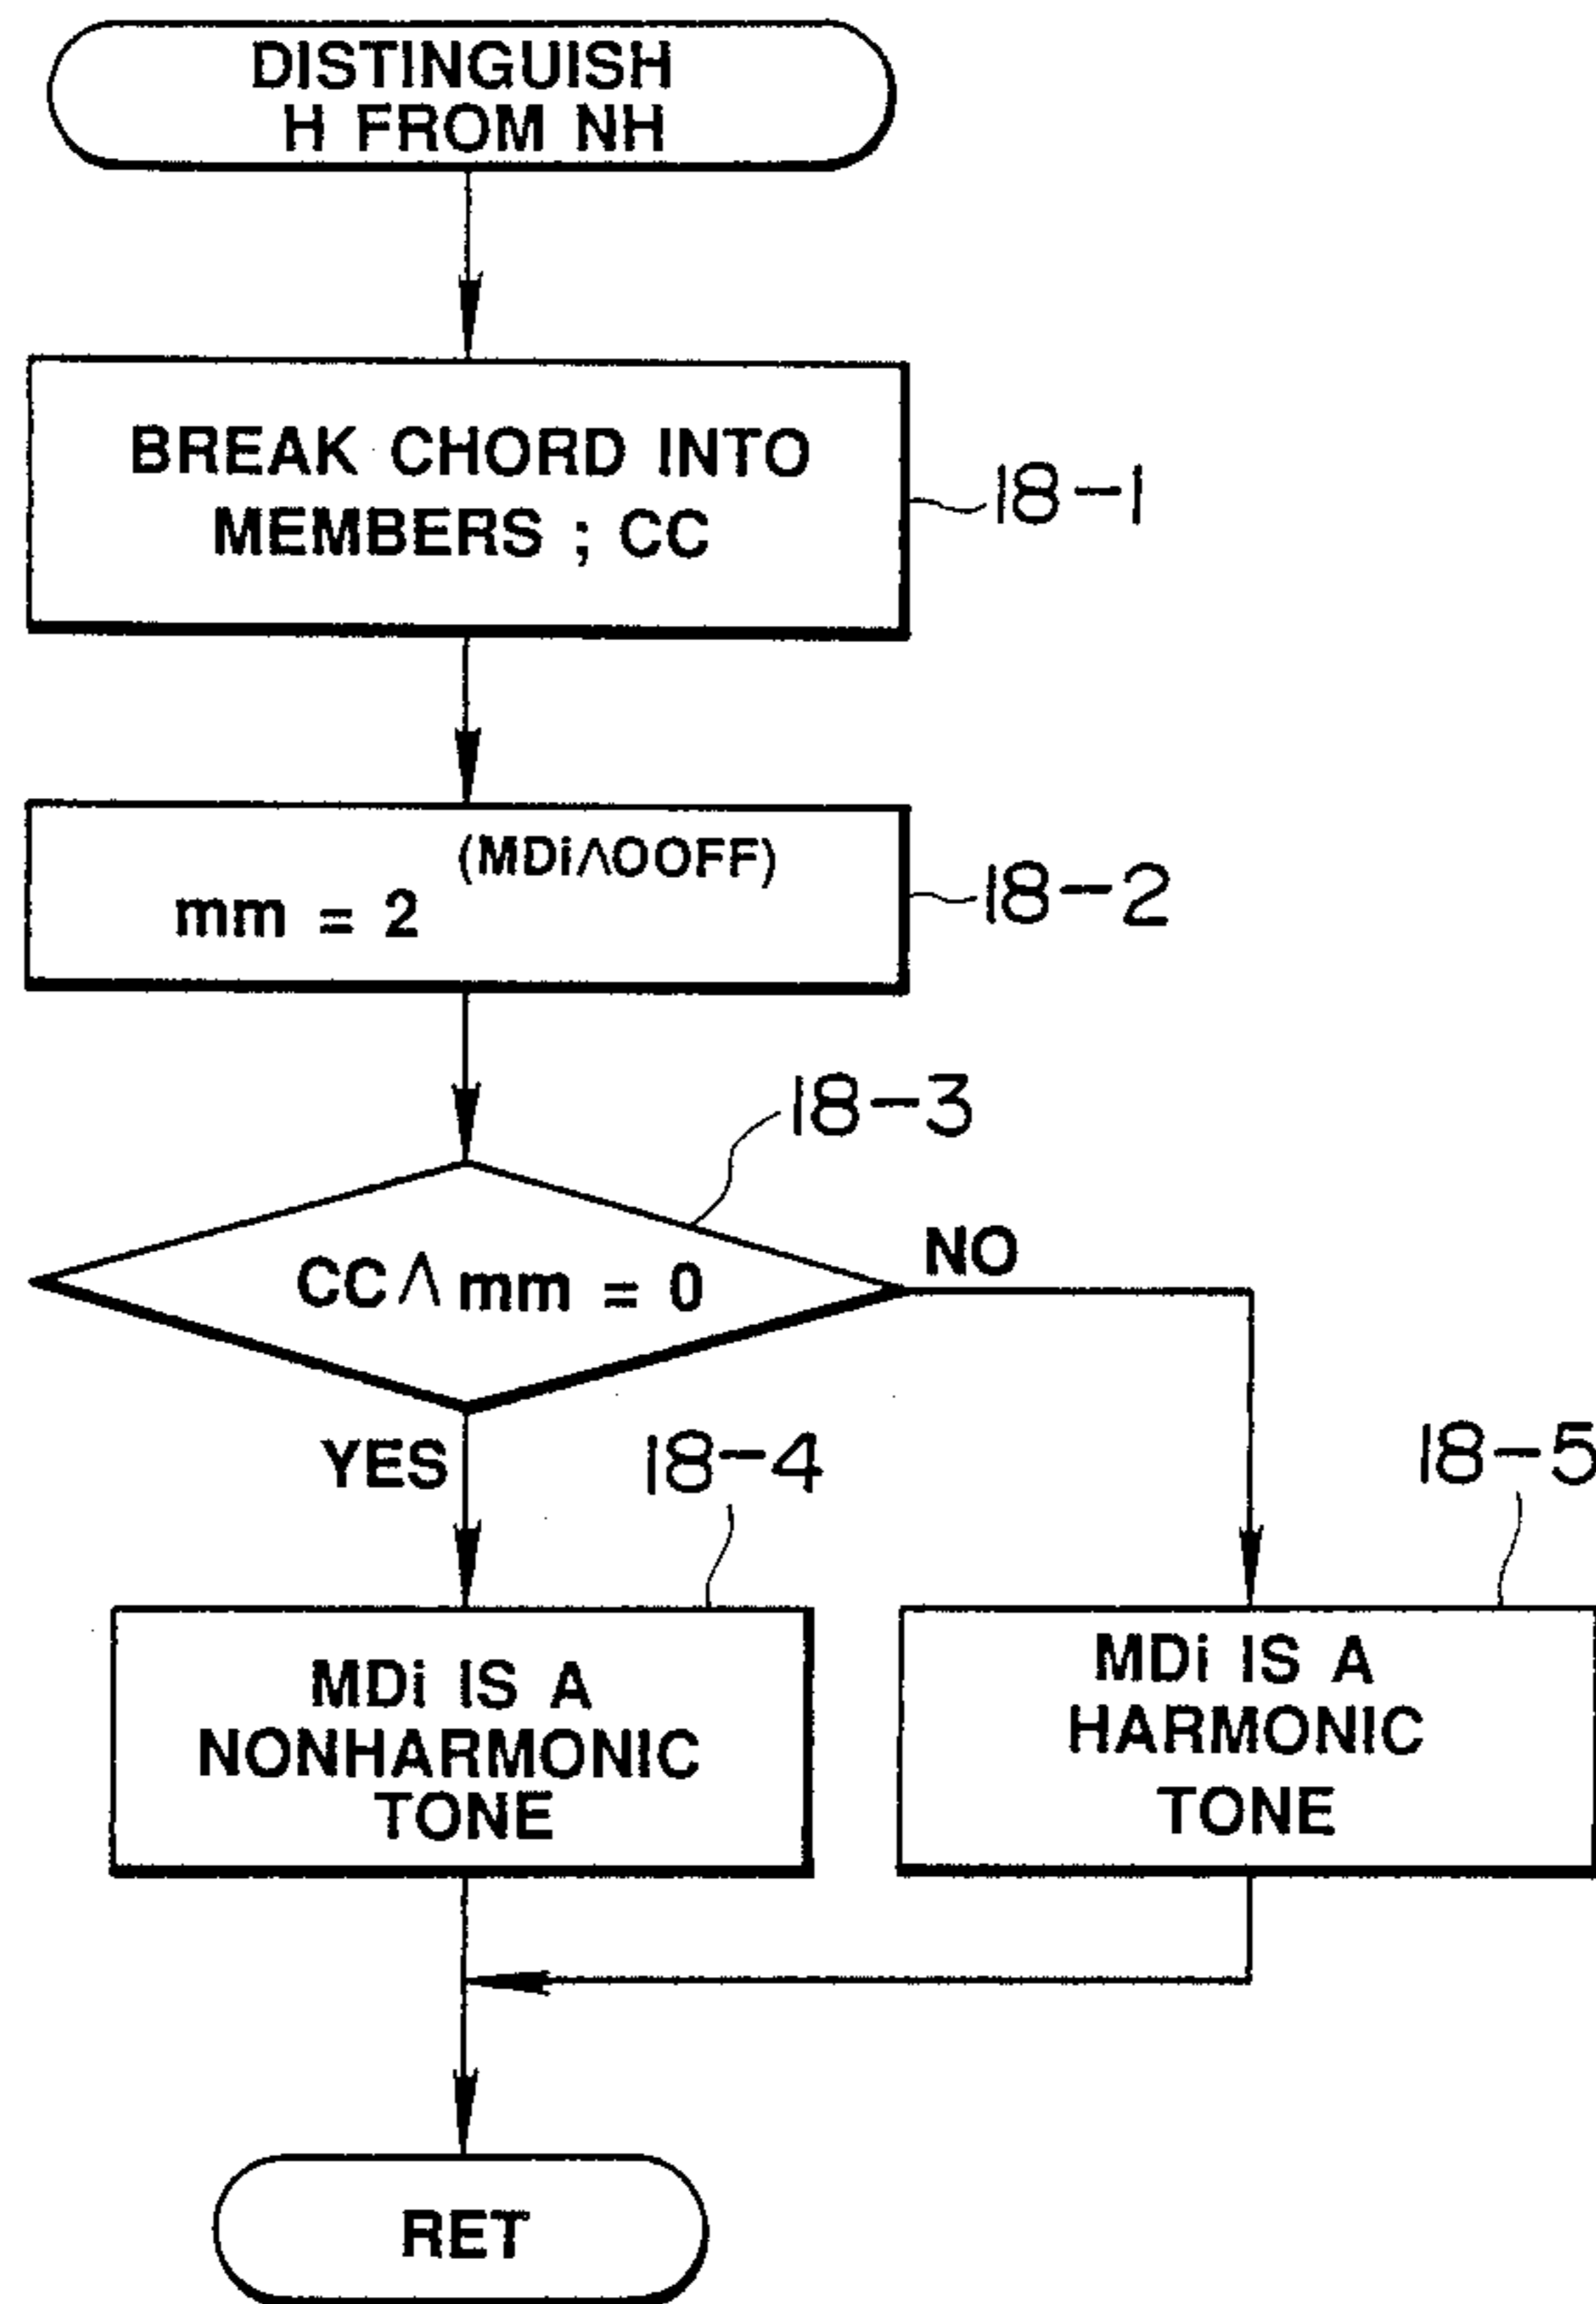 DISTINGUISH
H FROM NH
BREAK CHORD INTO
MEMBERS ; CC
18-1
mm = 2^(MDi∧00FF)
18-2
18-3
CC∧mm = 0
NO
YES
18-4
18-5
MDi IS A
NONHARMONIC
TONE
MDi IS A
HARMONIC
TONE
RET